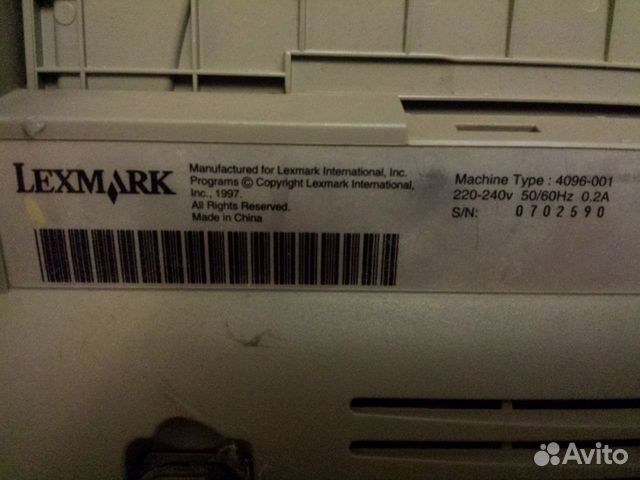 LEXMARK
Manufactured for Lexmark International, Inc.
Programs © Copyright Lexmark International,
Inc., 1997.
All Rights Reserved.
Made in China
Machine Type : 4096-001
220-240v 50/60Hz 0.2A
S/N: 0702590
Avito